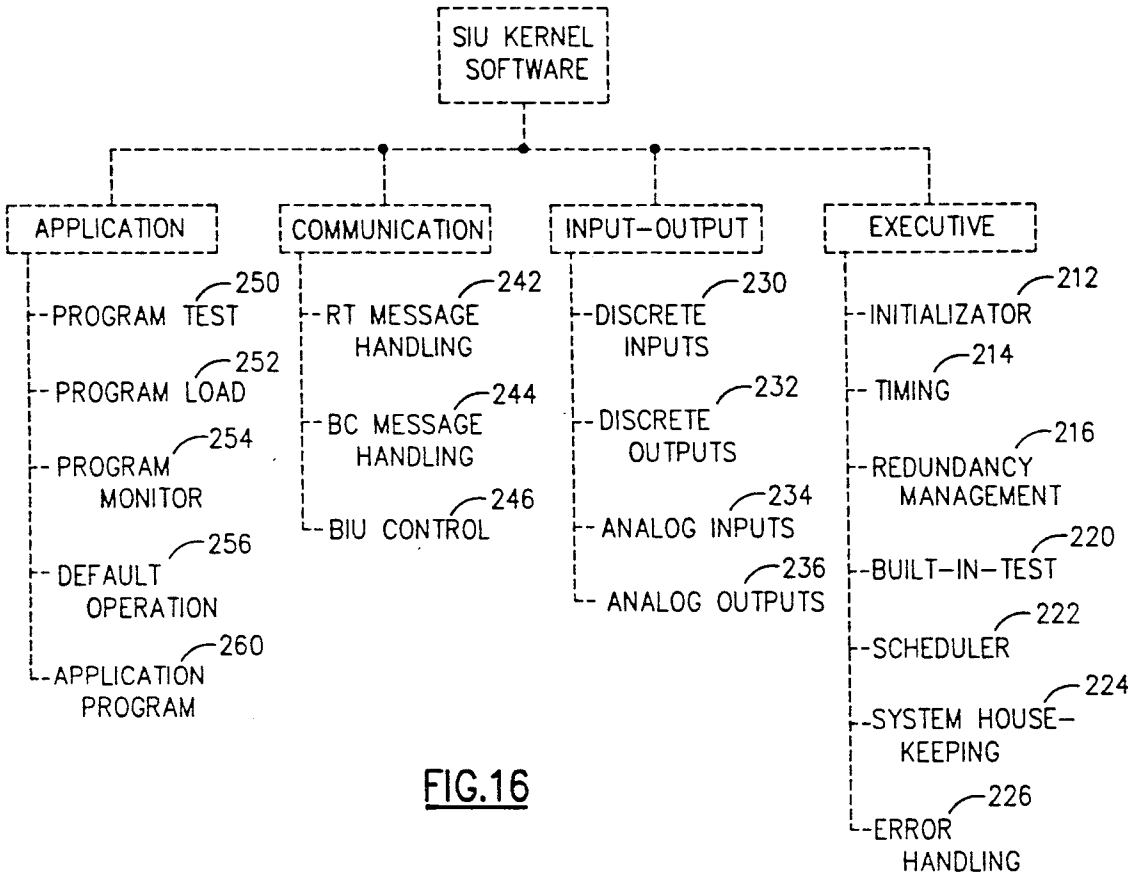 SIU KERNEL
SOFTWARE
APPLICATION
250
PROGRAM TEST
252
PROGRAM LOAD
254
PROGRAM
MONITOR
256
DEFAULT
OPERATION
260
APPLICATION
PROGRAM
COMMUNICATION
242
RT MESSAGE
HANDLING
244
BC MESSAGE
HANDLING
246
BIU CONTROL
INPUT-OUTPUT
230
DISCRETE
INPUTS
232
DISCRETE
OUTPUTS
234
ANALOG INPUTS
236
ANALOG OUTPUTS
EXECUTIVE
212
INITIALIZATOR
214
TIMING
216
REDUNDANCY
MANAGEMENT
220
BUILT-IN-TEST
222
SCHEDULER
224
SYSTEM HOUSE-
KEEPING
226
ERROR
HANDLING
FIG.16